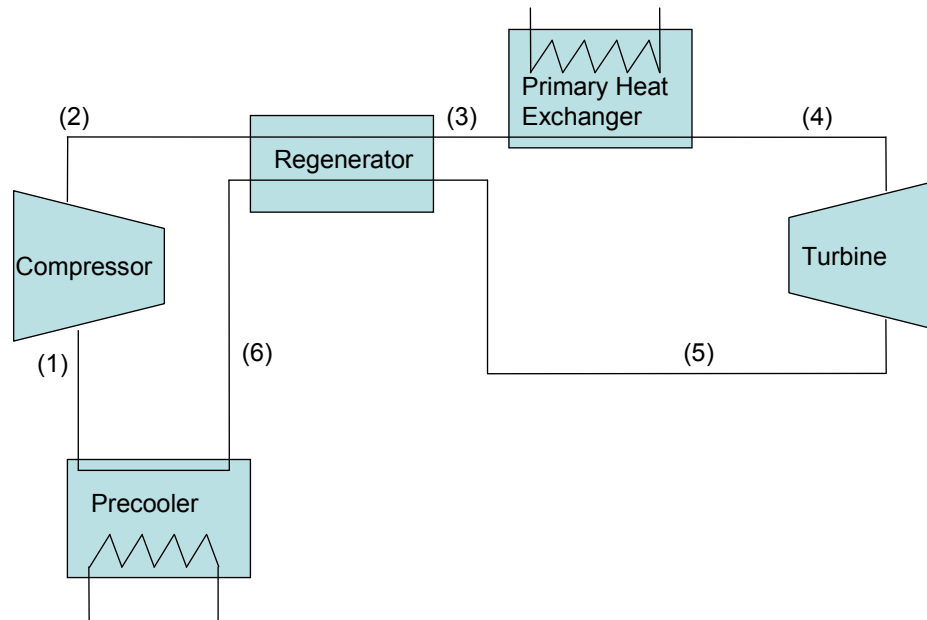 Primary Heat
Exchanger
(2)
(3)
(4)
Regenerator
Compressor
Turbine
(1)
(6)
(5)
Precooler